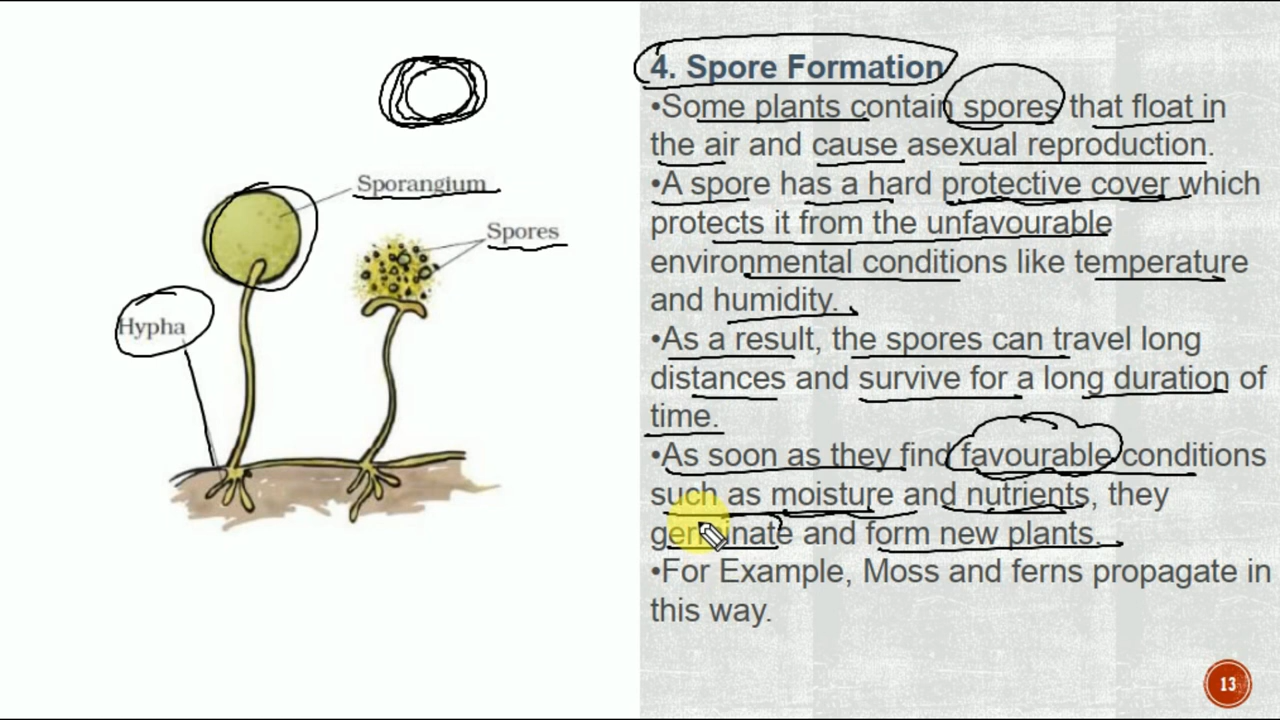 Sporangium
Spores
Hypha
4. Spore Formation
•Some plants contain spores that float in
the air and cause asexual reproduction.
•A spore has a hard protective cover which
protects it from the unfavourable
environmental conditions like temperature
and humidity.
•As a result, the spores can travel long
distances and survive for a long duration of
time.
•As soon as they find favourable conditions
such as moisture and nutrients, they
germinate and form new plants.
•For Example, Moss and ferns propagate in
this way.
13